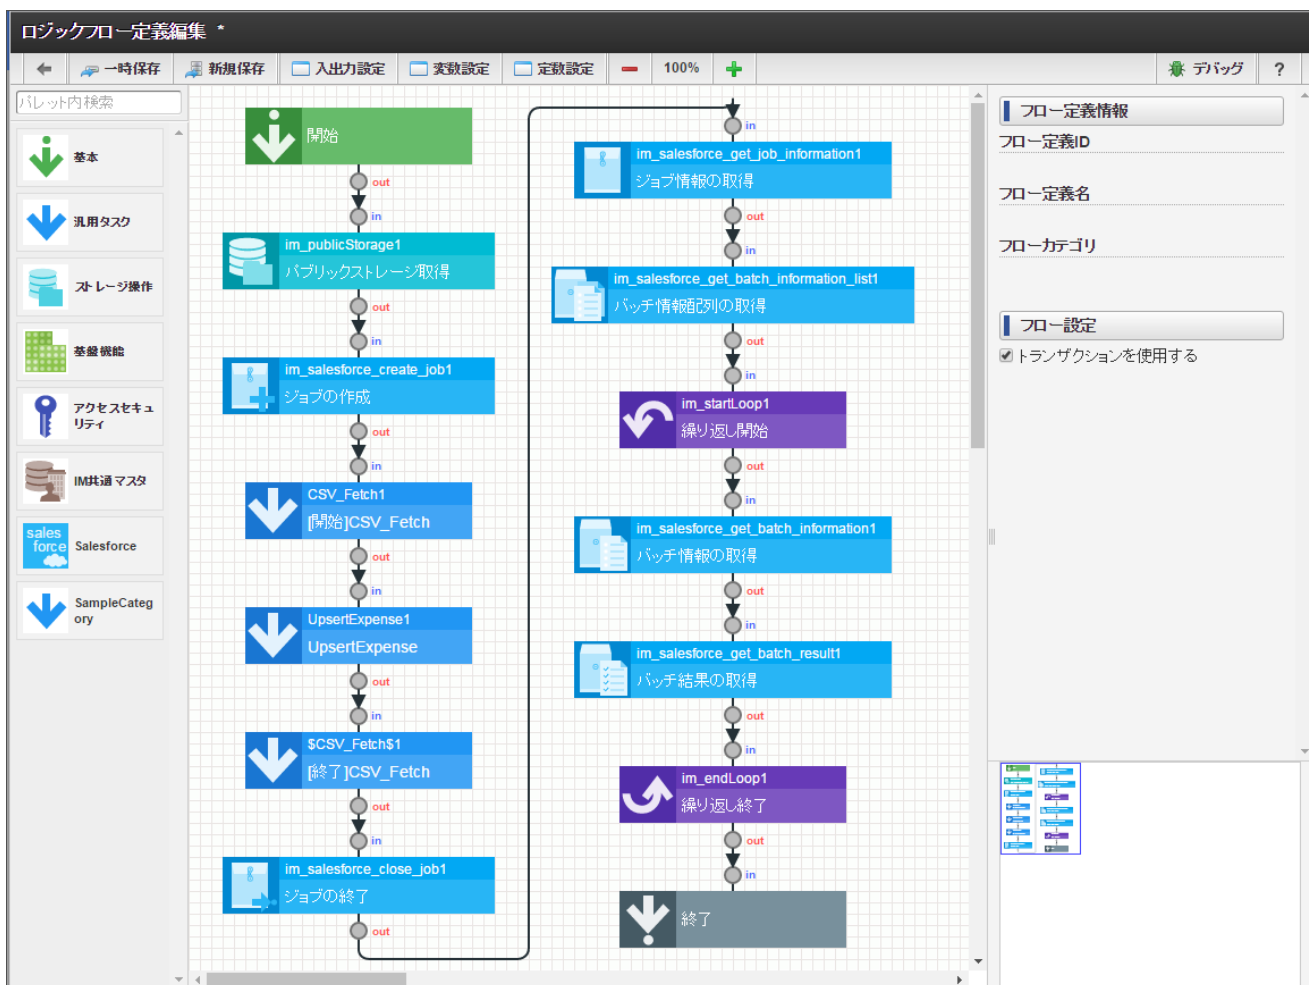 ロジックフロー定義編集 *
一時保存
新規保存
入出力設定
変数設定
定数設定
100%
デバッグ
?
パレット内検索
基本
汎用タスク
ストレージ操作
基盤機能
アクセスセキュ
リティ
IM共通マスタ
sales
force
Salesforce
SampleCateg
ory
開始
out
in
im_publicStorage1
パブリックストレージ取得
out
in
im_salesforce_create_job1
ジョブの作成
out
in
CSV_Fetch1
[開始]CSV_Fetch
out
in
UpsertExpense1
UpsertExpense
out
in
$CSV_Fetch$1
[終了]CSV_Fetch
out
in
im_salesforce_close_job1
ジョブの終了
out
in
im_salesforce_get_job_information1
ジョブ情報の取得
out
in
im_salesforce_get_batch_information_list1
バッチ情報配列の取得
out
in
im_startLoop1
繰り返し開始
out
in
im_salesforce_get_batch_information1
バッチ情報の取得
out
in
im_salesforce_get_batch_result1
バッチ結果の取得
out
in
im_endLoop1
繰り返し終了
out
in
終了
フロー定義情報
フロー定義ID
フロー定義名
フローカテゴリ
フロー設定
トランザクションを使用する